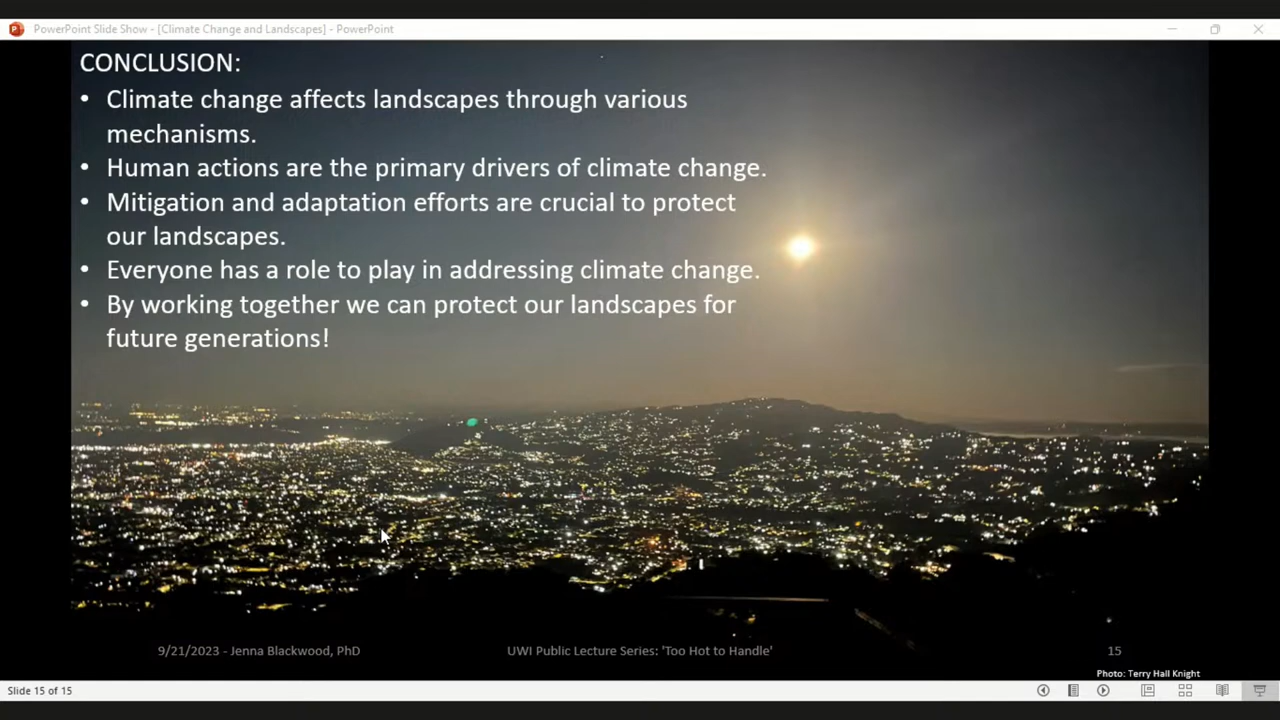 PowerPoint Slide Show - [Climate Change and Landscapes] - PowerPoint
CONCLUSION:
• Climate change affects landscapes through various
mechanisms.
• Human actions are the primary drivers of climate change.
• Mitigation and adaptation efforts are crucial to protect
our landscapes.
• Everyone has a role to play in addressing climate change.
• By working together we can protect our landscapes for
future generations!
9/21/2023 - Jenna Blackwood, PhD
UWI Public Lecture Series: 'Too Hot to Handle'
15
Photo: Terry Hall Knight
Slide 15 of 15